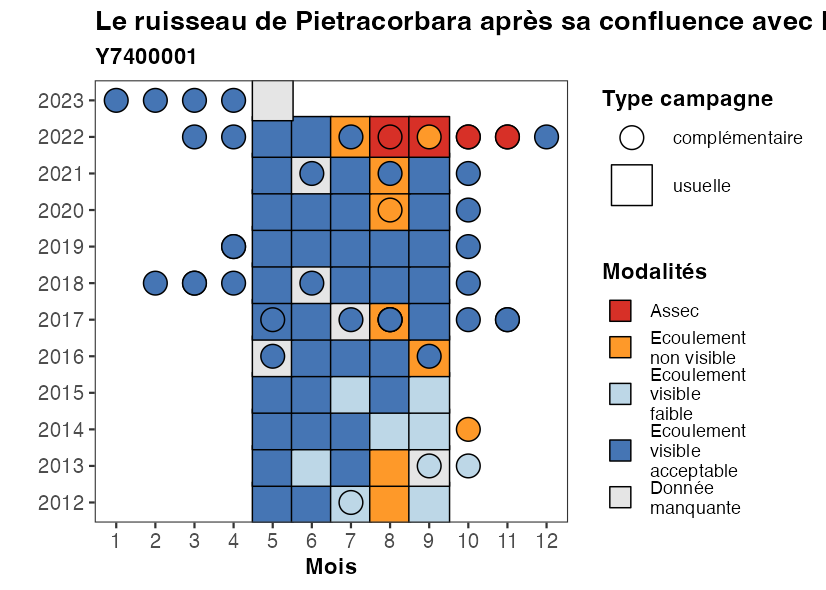 Le ruisseau de Pietracorbara après sa confluence avec l
Y7400001
2023
2022
2021
2020
2019
2018
2017
2016
2015
2014
2013
2012
1 2 3 4 5 6 7 8 9 10 11 12
Mois
Type campagne
complémentaire
usuelle
Modalités
Assec
Ecoulement
non visible
Ecoulement
visible
faible
Ecoulement
visible
acceptable
Donnée
manquante